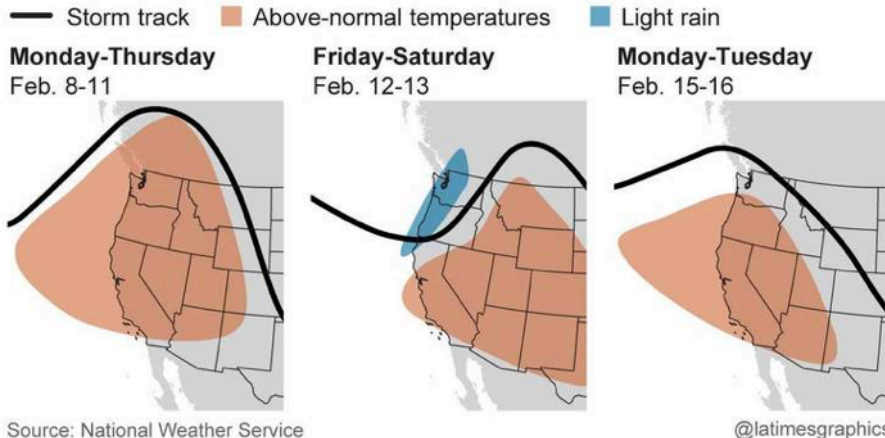 Storm track Above-normal temperatures Light rain
Monday-Thursday
Feb. 8-11
Friday-Saturday
Feb. 12-13
Monday-Tuesday
Feb. 15-16
Source: National Weather Service
@latimesgraphics